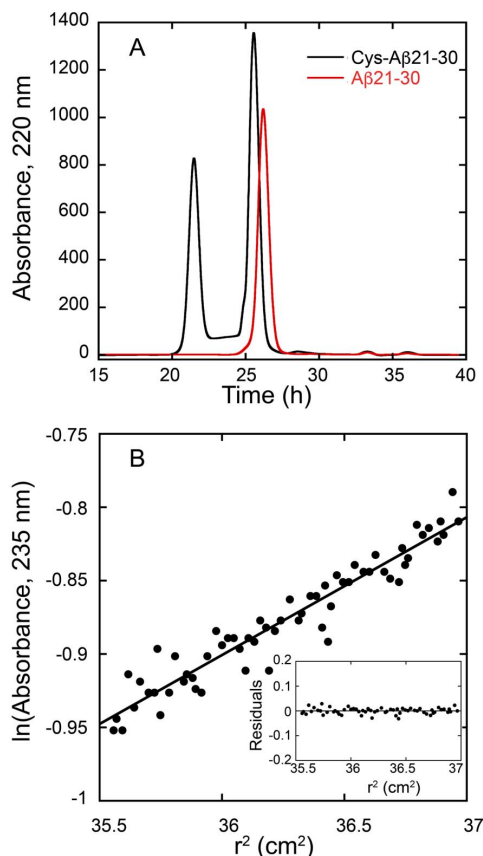 A
Cys-Aβ21-30
Aβ21-30
Absorbance, 220 nm
1400
1200
1000
800
600
400
200
0
15 20 25 30 35 40
Time (h)
B
ln(Absorbance, 235 nm)
-0.75
-0.8
-0.85
-0.9
-0.95
-1
Residuals
0.2
0.1
0
-0.1
-0.2
35.5 36 36.5 37
r² (cm²)
35.5 36 36.5 37
r² (cm²)